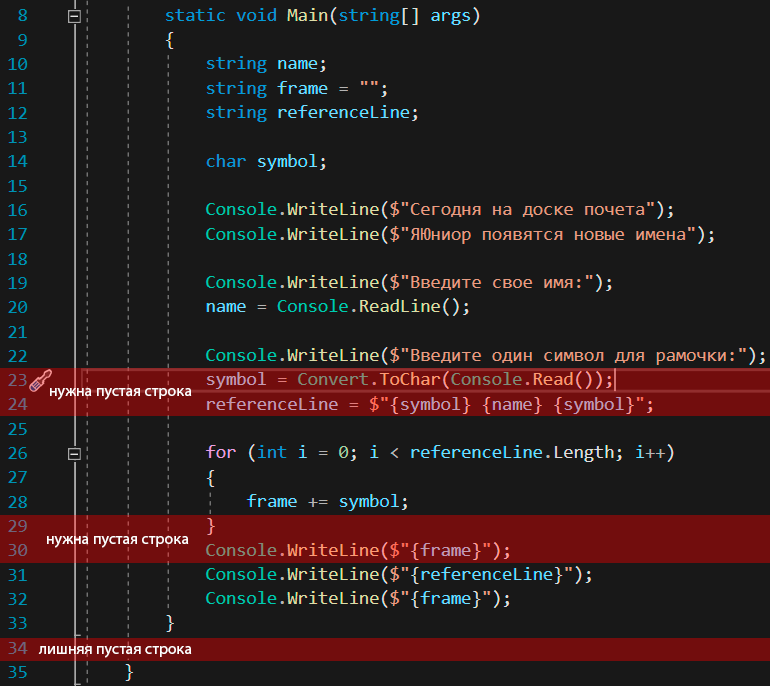 8 static void Main(string[] args)
9 {
10 string name;
11 string frame = "";
12 string referenceLine;
13
14 char symbol;
15
16 Console.WriteLine($"Сегодня на доске почета");
17 Console.WriteLine($"ЯЮниор появятся новые имена");
18
19 Console.WriteLine($"Введите свое имя:");
20 name = Console.ReadLine();
21
22 Console.WriteLine($"Введите один символ для рамочки:");
23 symbol = Convert.ToChar(Console.Read());
нужна пустая строка
24 referenceLine = $"{symbol} {name} {symbol}";
25
26 for (int i = 0; i < referenceLine.Length; i++)
27 {
28 frame += symbol;
29 }
нужна пустая строка
30 Console.WriteLine($"{frame}");
31 Console.WriteLine($"{referenceLine}");
32 Console.WriteLine($"{frame}");
33 }
34 лишняя пустая строка
35 }